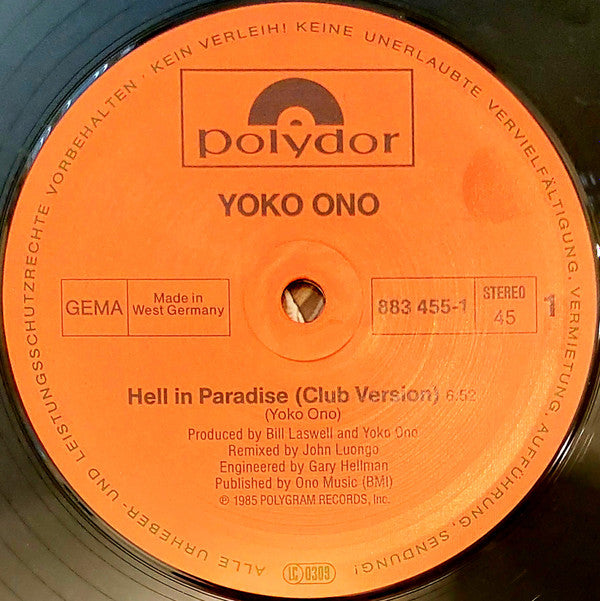 ALLE URHEBER- UND LEISTUNGSSCHUTZRECHTE VORBEHALTEN · KEIN VERLEIH! KEINE UNERLAUBTE VERVIELFÄLTIGUNG, VERMIETUNG, AUFFÜHRUNG, SENDUNG!
polydor
YOKO ONO
GEMA
Made in
West Germany
883 455-1
STEREO
45
1
Hell in Paradise (Club Version) 6:52
(Yoko Ono)
Produced by Bill Laswell and Yoko Ono
Remixed by John Luongo
Engineered by Gary Hellman
Published by Ono Music (BMI)
℗ 1985 POLYGRAM RECORDS, Inc.
LC 0309